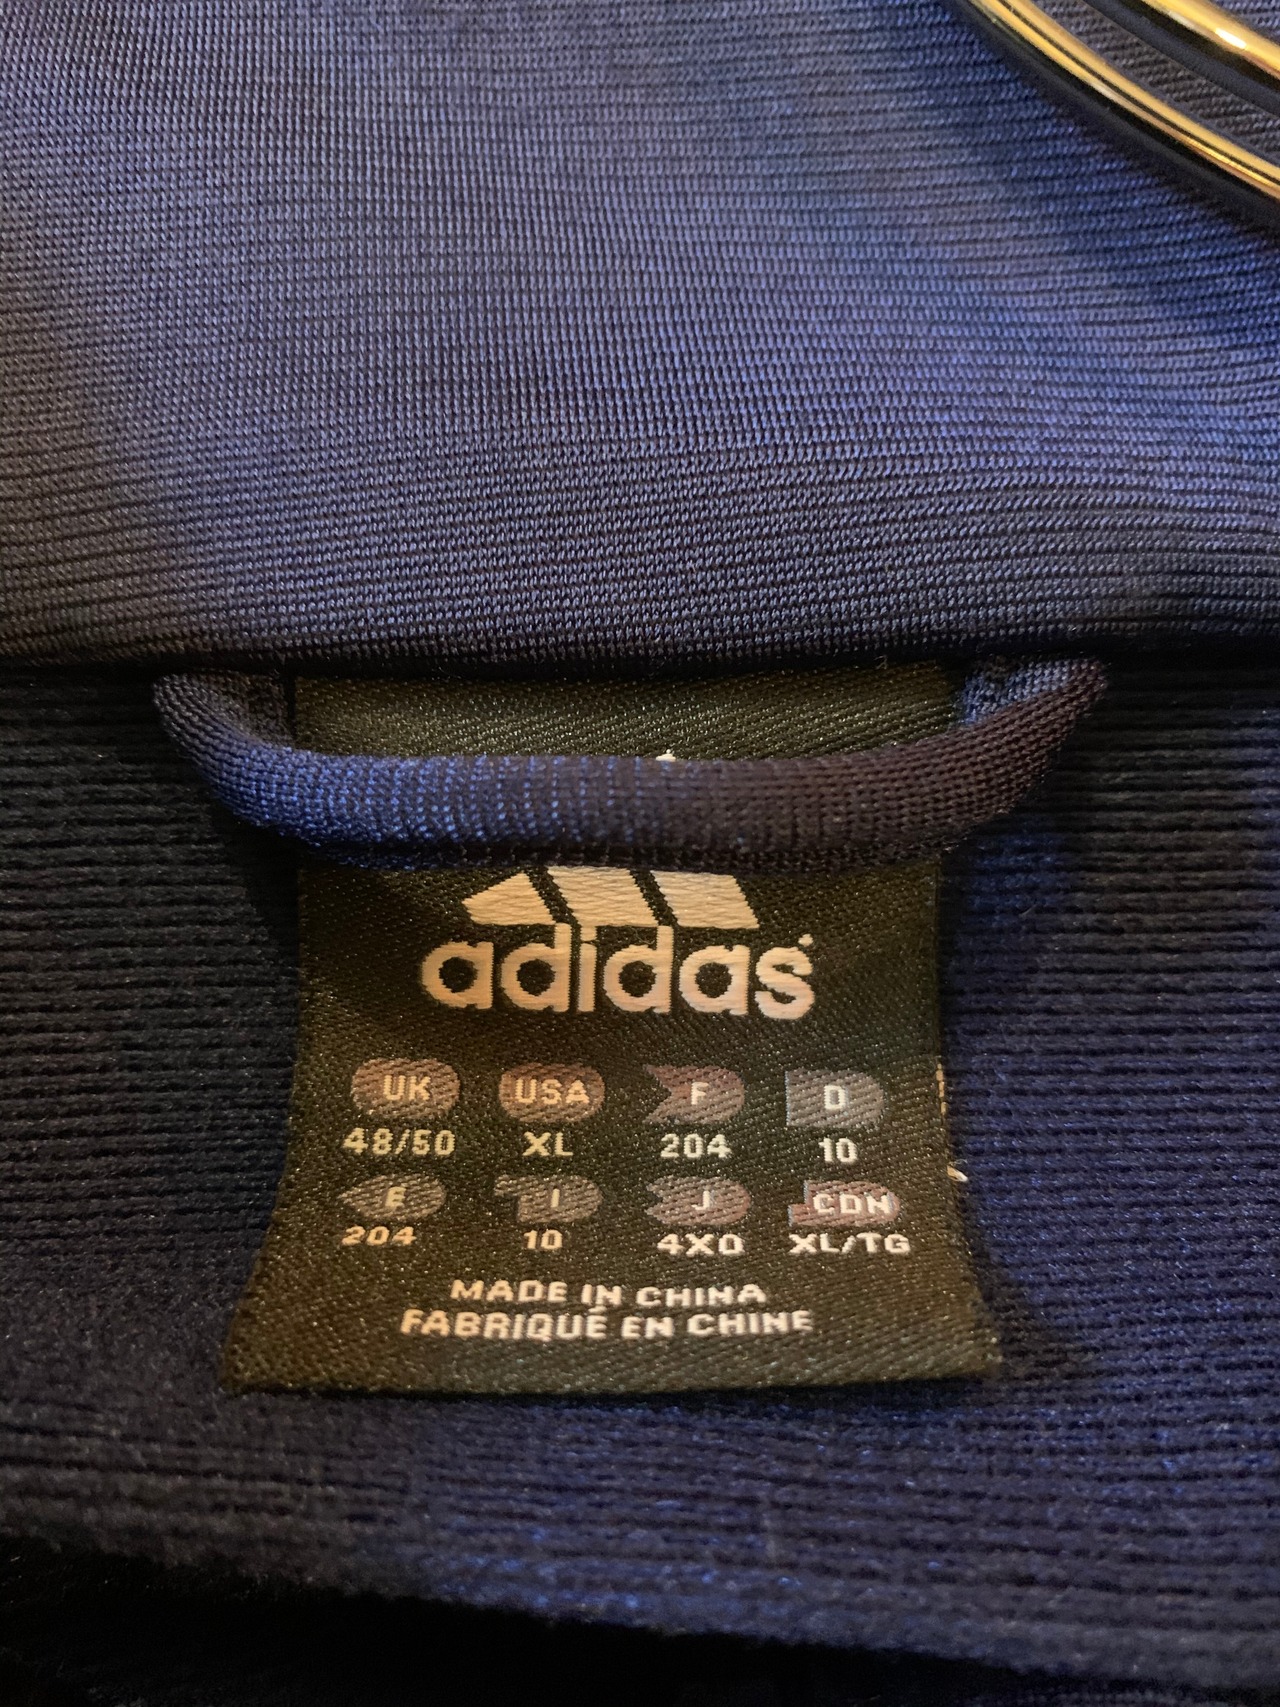 adidas
UK USA F D
48/50 XL 204 10
E I J CDN
204 10 4XO XL/TG
MADE IN CHINA
FABRIQUÉ EN CHINE